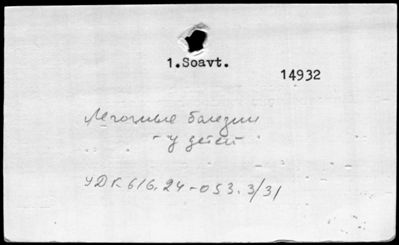 1.Soavt.
14932
Легочные болезни
у детей
УДК 616.24-053.3/31